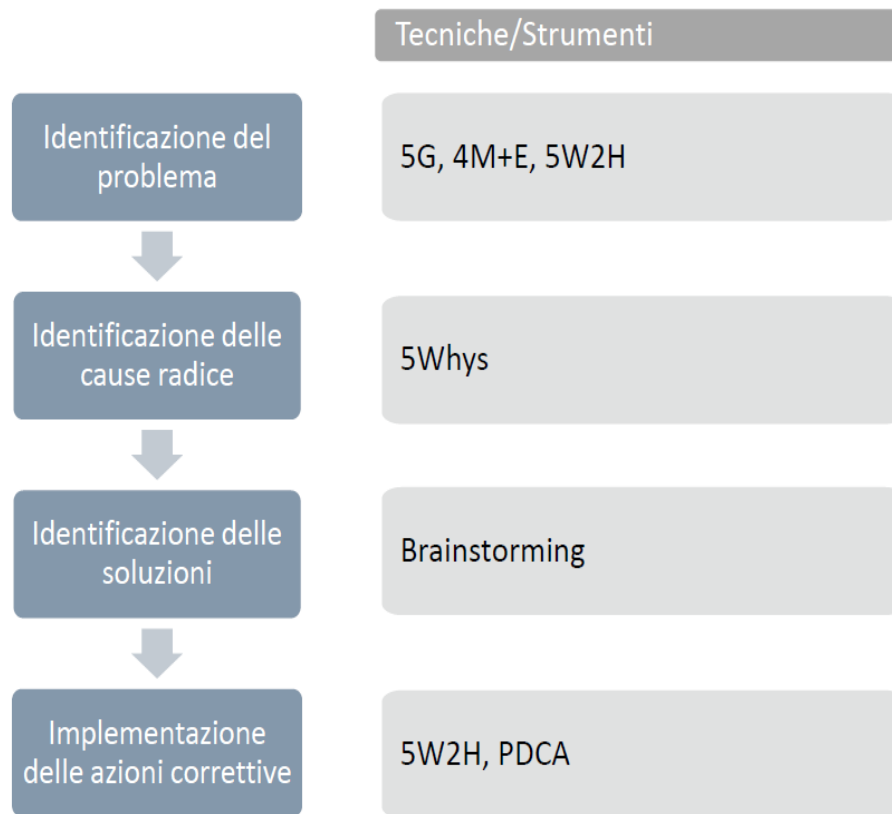 Tecniche/Strumenti
Identificazione del
problema
5G, 4M+E, 5W2H
Identificazione delle
cause radice
5Whys
Identificazione delle
soluzioni
Brainstorming
Implementazione
delle azioni correttive
5W2H, PDCA